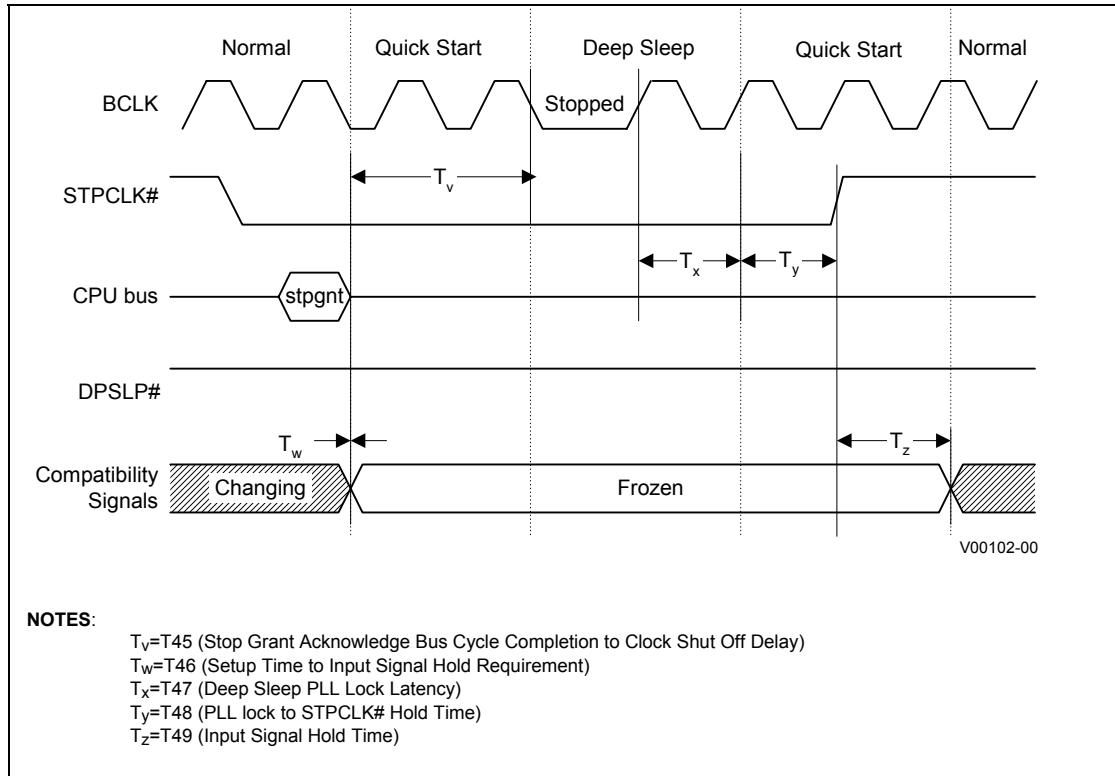 Normal Quick Start Deep Sleep Quick Start Normal
BCLK Stopped
STPCLK# Tv
Tx Ty
CPU bus stpgnt
DPSLP#
Tw Tz
Compatibility Signals Changing Frozen
V00102-00
NOTES:
Tv=T45 (Stop Grant Acknowledge Bus Cycle Completion to Clock Shut Off Delay)
Tw=T46 (Setup Time to Input Signal Hold Requirement)
Tx=T47 (Deep Sleep PLL Lock Latency)
Ty=T48 (PLL lock to STPCLK# Hold Time)
Tz=T49 (Input Signal Hold Time)